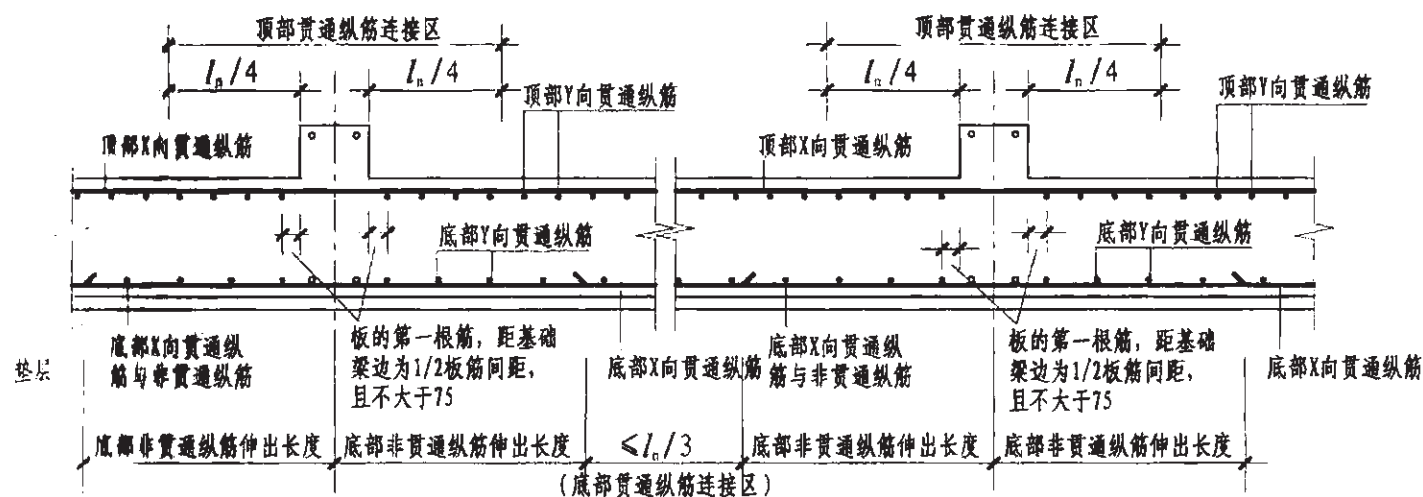 顶部贯通纵筋连接区
顶部贯通纵筋连接区
lₙ/4
lₙ/4
lₙ/4
lₙ/4
顶部Y向贯通纵筋
顶部Y向贯通纵筋
顶部X向贯通纵筋
顶部X向贯通纵筋
底部Y向贯通纵筋
底部Y向贯通纵筋
垫层
底部X向贯通纵
筋与非贯通纵筋
板的第一根筋，距基础
梁边为1/2板筋间距，
且不大于75
底部X向贯通纵筋
底部X向贯通纵
筋与非贯通纵筋
板的第一根筋，距基础
梁边为1/2板筋间距，
且不大于75
底部X向贯通纵筋
底部非贯通纵筋伸出长度
底部非贯通纵筋伸出长度
≤lₙ/3
底部非贯通纵筋伸出长度
底部非贯通纵筋伸出长度
(底部贯通纵筋连接区)